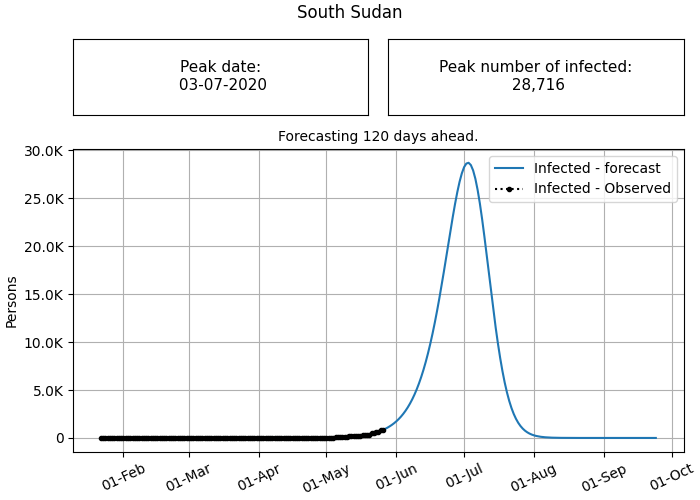 South Sudan
Peak date:
03-07-2020
Peak number of infected:
28,716
Forecasting 120 days ahead.
30.0K
25.0K
20.0K
15.0K
10.0K
5.0K
0
Persons
Infected - forecast
Infected - Observed
01-Feb
01-Mar
01-Apr
01-May
01-Jun
01-Jul
01-Aug
01-Sep
01-Oct